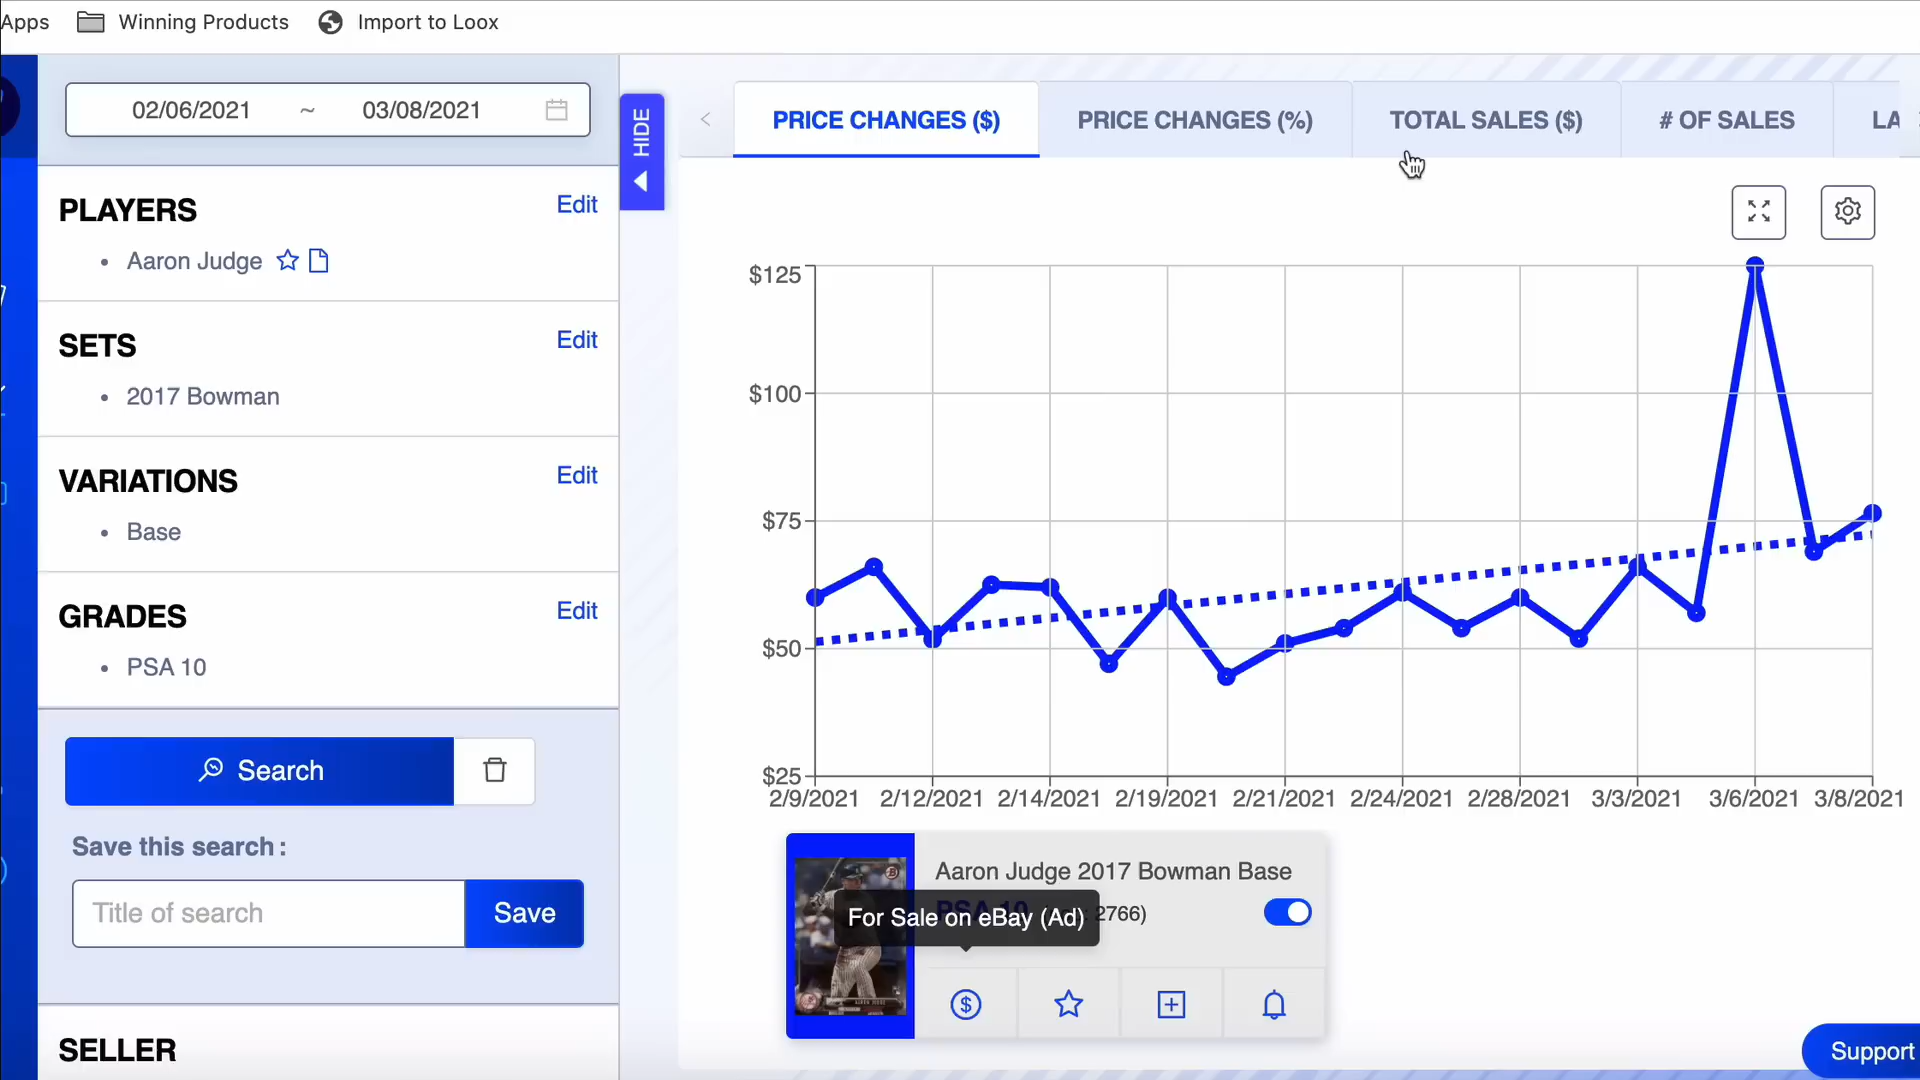 Apps
Winning Products
Import to Loox
02/06/2021 ~ 03/08/2021
PLAYERS
Edit
Aaron Judge
SETS
Edit
2017 Bowman
VARIATIONS
Edit
Base
GRADES
Edit
PSA 10
Search
Save this search :
Title of search
Save
SELLER
HIDE
PRICE CHANGES ($)
PRICE CHANGES (%)
TOTAL SALES ($)
# OF SALES
LA
$125
$100
$75
$50
$25
2/9/2021
2/12/2021
2/14/2021
2/19/2021
2/21/2021
2/24/2021
2/28/2021
3/3/2021
3/6/2021
3/8/2021
Aaron Judge 2017 Bowman Base
PSA 10 2766)
For Sale on eBay (Ad)
Support